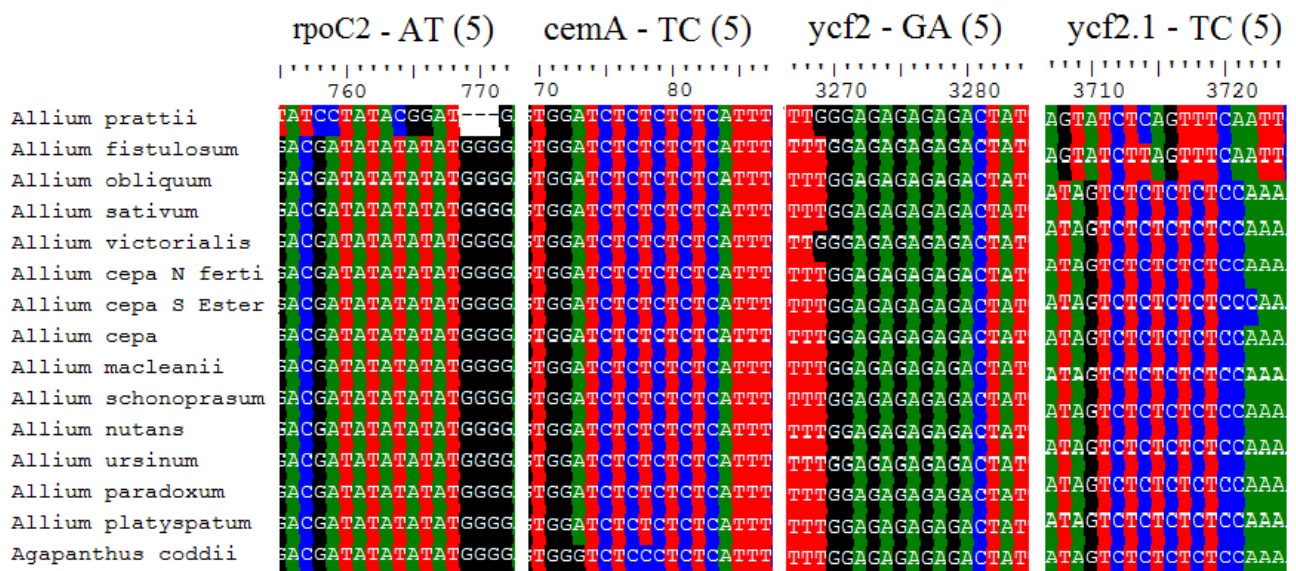 rpoC2 - AT (5) cemA - TC (5) ycf2 - GA (5) ycf2.1 - TC (5)
760 770 70 80 3270 3280 3710 3720
Allium prattii TATCCTATACGGAT---G TGGATCTCTCTCTCATTT TTGGGAGAGAGAGACTAT AGTATCTCAGTTTCAATT
Allium fistulosum GACGATATATATATGGGG TGGATCTCTCTCTCATTT TTTGGAGAGAGAGACTAT AGTATCTTAGTTTCAATT
Allium obliquum GACGATATATATATGGGG TGGATCTCTCTCTCATTT TTTGGAGAGAGAGACTAT ATAGTCTCTCTCTCCAAA
Allium sativum GACGATATATATATGGGG TGGATCTCTCTCTCATTT TTTGGAGAGAGAGACTAT ATAGTCTCTCTCTCCAAA
Allium victorialis GACGATATATATATGGGG TGGATCTCTCTCTCATTT TTGGGAGAGAGAGACTAT ATAGTCTCTCTCTCCAAA
Allium cepa N ferti GACGATATATATATGGGG TGGATCTCTCTCTCATTT TTTGGAGAGAGAGACTAT ATAGTCTCTCTCTCCCAA
Allium cepa S Ester GACGATATATATATGGGG TGGATCTCTCTCTCATTT TTTGGAGAGAGAGACTAT ATAGTCTCTCTCTCCAAA
Allium cepa GACGATATATATATGGGG TGGATCTCTCTCTCATTT TTTGGAGAGAGAGACTAT ATAGTCTCTCTCTCCAAA
Allium macleanii GACGATATATATATGGGG TGGATCTCTCTCTCATTT TTTGGAGAGAGAGACTAT ATAGTCTCTCTCTCCAAA
Allium schonoprasum GACGATATATATATGGGG TGGATCTCTCTCTCATTT TTTGGAGAGAGAGACTAT ATAGTCTCTCTCTCCAAA
Allium nutans GACGATATATATATGGGG TGGATCTCTCTCTCATTT TTTGGAGAGAGAGACTAT ATAGTCTCTCTCTCCAAA
Allium ursinum GACGATATATATATGGGG TGGATCTCTCTCTCATTT TTTGGAGAGAGAGACTAT ATAGTCTCTCTCTCCAAA
Allium paradoxum GACGATATATATATGGGG TGGATCTCTCTCTCATTT TTTGGAGAGAGAGACTAT ATAGTCTCTCTCTCCAAA
Allium platyspatum GACGATATATATATGGGG TGGATCTCTCTCTCATTT TTTGGAGAGAGAGACTAT ATAGTCTCTCTCTCCAAA
Agapanthus coddii GACGATATATATATGGGG TGGGTCTCCCTCTCATTT TTTGGAGAGAGAGACTAT ATAGTCTCTCTCTCCAAA